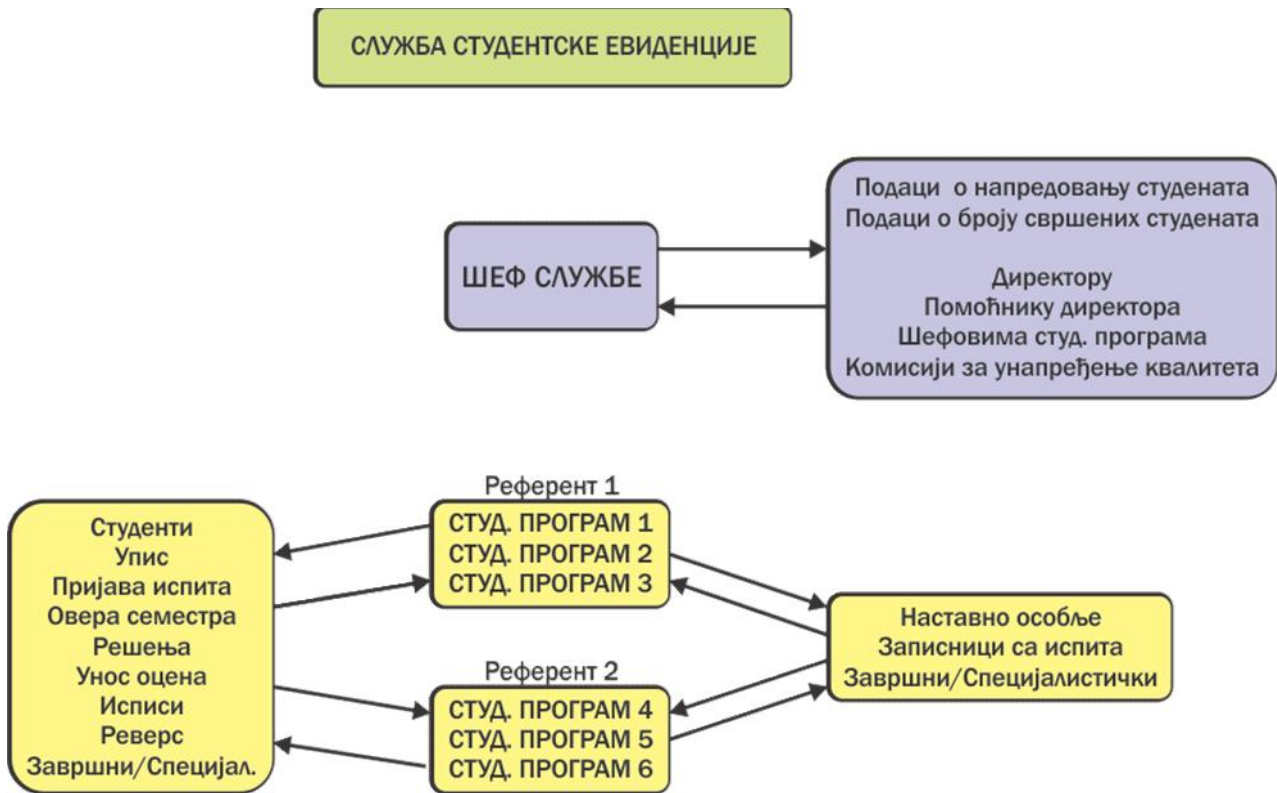 СЛУЖБА СТУДЕНТСКЕ ЕВИДЕНЦИЈЕ
ШЕФ СЛУЖБЕ
Подаци о напредовању студената
Подаци о броју свршених студената
Директору
Помоћнику директора
Шефовима студ. програма
Комисији за унапређење квалитета
Студенти
Упис
Пријава испита
Овера семестра
Решења
Унос оцена
Исписи
Реверс
Завршни/Специјал.
Референт 1
СТУД. ПРОГРАМ 1
СТУД. ПРОГРАМ 2
СТУД. ПРОГРАМ 3
Референт 2
СТУД. ПРОГРАМ 4
СТУД. ПРОГРАМ 5
СТУД. ПРОГРАМ 6
Наставно особље
Записници са испита
Завршни/Специјалистички